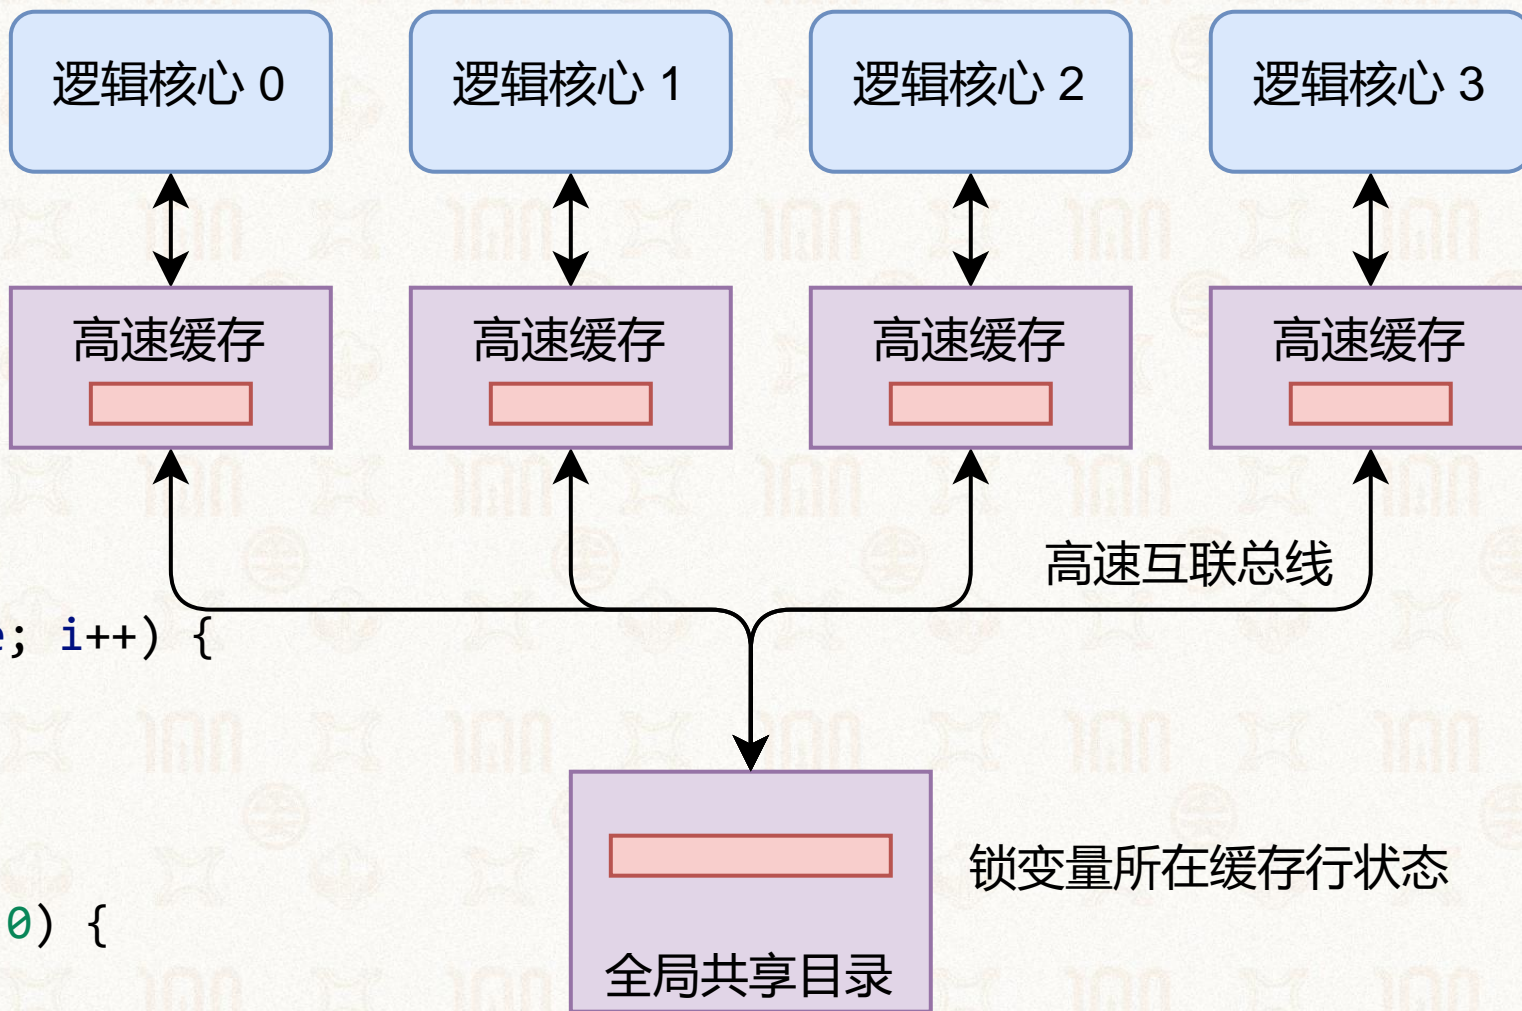 逻辑核心 0
逻辑核心 1
逻辑核心 2
逻辑核心 3
高速缓存
高速缓存
高速缓存
高速缓存
高速互联总线
; i++) {
锁变量所在缓存行状态
0) {
全局共享目录